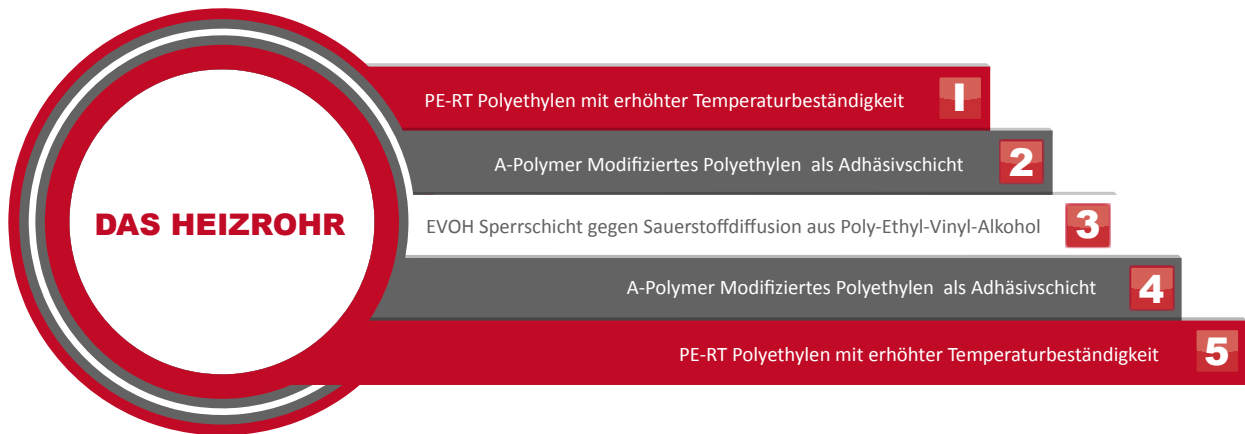 PE-RT Polyethylen mit erhöhter Temperaturbeständigkeit 1
A-Polymer Modifiziertes Polyethylen als Adhäsivschicht 2
DAS HEIZROHR
EVOH Sperrschicht gegen Sauerstoffdiffusion aus Poly-Ethyl-Vinyl-Alkohol 3
A-Polymer Modifiziertes Polyethylen als Adhäsivschicht 4
PE-RT Polyethylen mit erhöhter Temperaturbeständigkeit 5